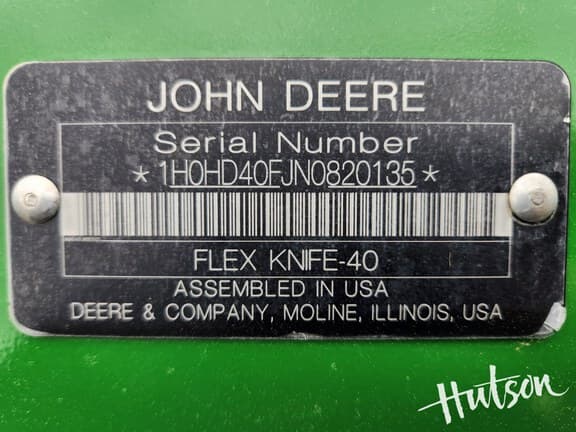 JOHN DEERE
Serial Number
*1H0HD40FJN0820135*
FLEX KNIFE-40
ASSEMBLED IN USA
DEERE & COMPANY, MOLINE, ILLINOIS, USA
Hutson